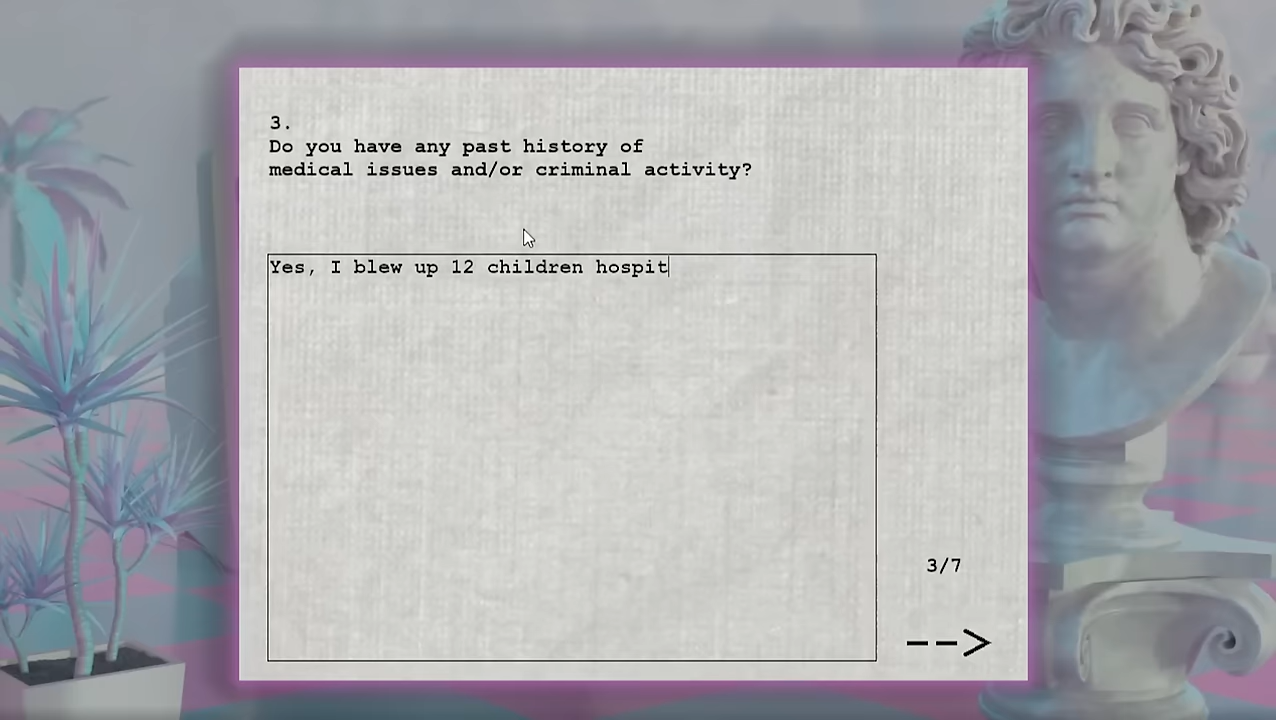 3.
Do you have any past history of
medical issues and/or criminal activity?
Yes, I blew up 12 children hospit
3/7
-->